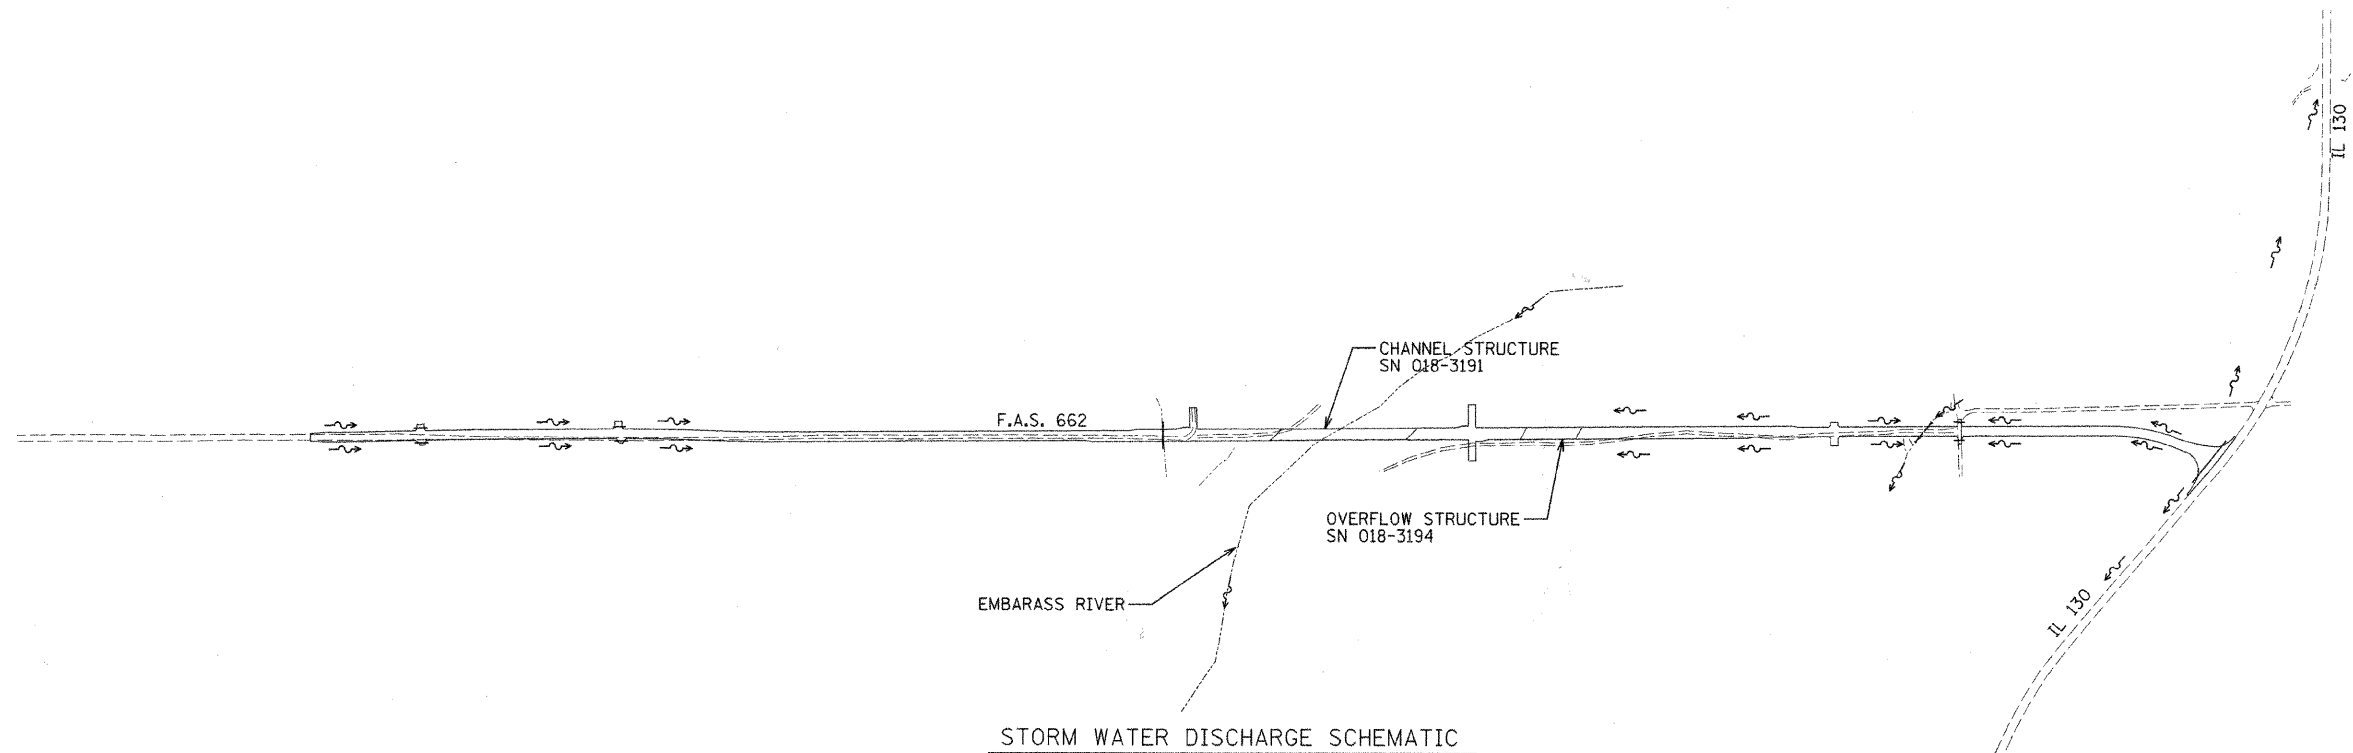 IL 130
CHANNEL STRUCTURE
SN 018-3191
F.A.S. 662
OVERFLOW STRUCTURE
SN 018-3194
EMBARASS RIVER
IL 130
STORM WATER DISCHARGE SCHEMATIC